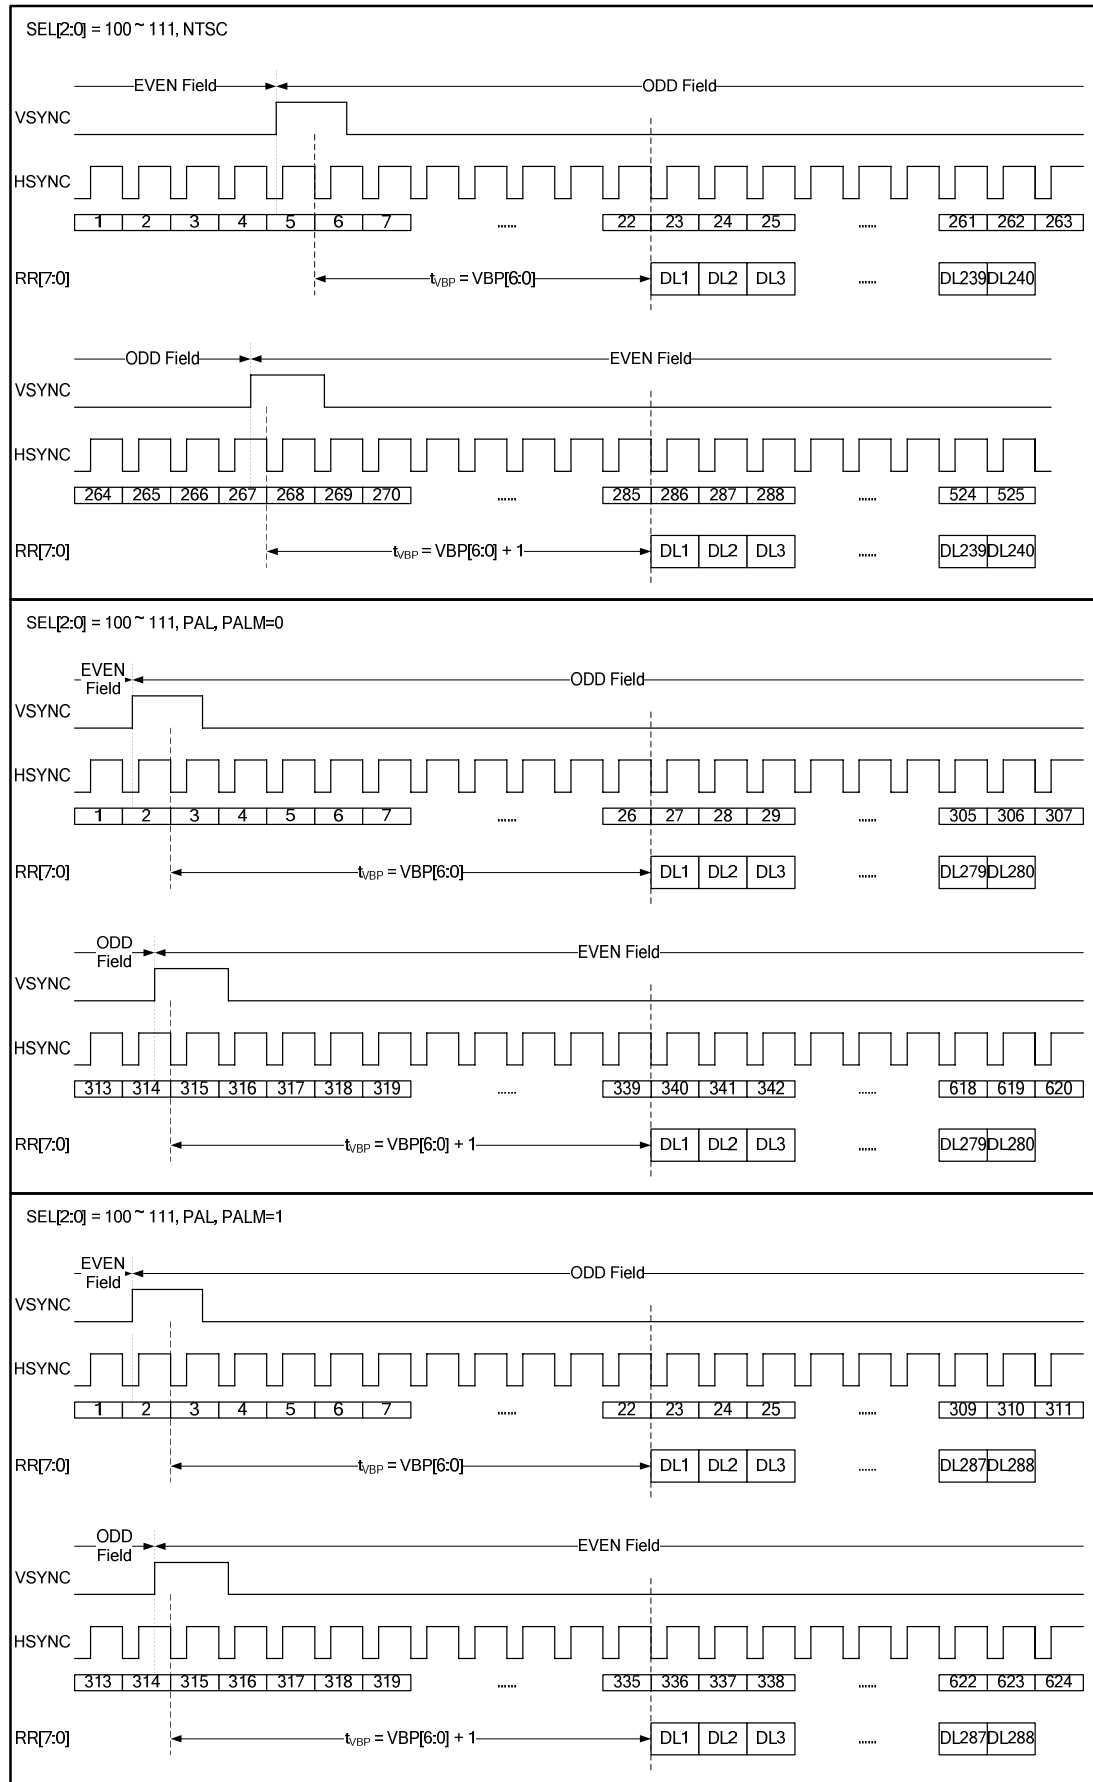 SEL[2:0] = 100 ~ 111, NTSC
EVEN Field ODD Field
VSYNC
HSYNC
1 2 3 4 5 6 7 ...... 22 23 24 25 ...... 261 262 263
RR[7:0] tVBP = VBP[6:0] DL1 DL2 DL3 ...... DL239 DL240
ODD Field EVEN Field
VSYNC
HSYNC
264 265 266 267 268 269 270 ...... 285 286 287 288 ...... 524 525
RR[7:0] tVBP = VBP[6:0] + 1 DL1 DL2 DL3 ...... DL239 DL240
SEL[2:0] = 100 ~ 111, PAL, PALM=0
EVEN Field ODD Field
VSYNC
HSYNC
1 2 3 4 5 6 7 ...... 26 27 28 29 ...... 305 306 307
RR[7:0] tVBP = VBP[6:0] DL1 DL2 DL3 ...... DL279 DL280
ODD Field EVEN Field
VSYNC
HSYNC
313 314 315 316 317 318 319 ...... 339 340 341 342 ...... 618 619 620
RR[7:0] tVBP = VBP[6:0] + 1 DL1 DL2 DL3 ...... DL279 DL280
SEL[2:0] = 100 ~ 111, PAL, PALM=1
EVEN Field ODD Field
VSYNC
HSYNC
1 2 3 4 5 6 7 ...... 22 23 24 25 ...... 309 310 311
RR[7:0] tVBP = VBP[6:0] DL1 DL2 DL3 ...... DL287 DL288
ODD Field EVEN Field
VSYNC
HSYNC
313 314 315 316 317 318 319 ...... 335 336 337 338 ...... 622 623 624
RR[7:0] tVBP = VBP[6:0] + 1 DL1 DL2 DL3 ...... DL287 DL288